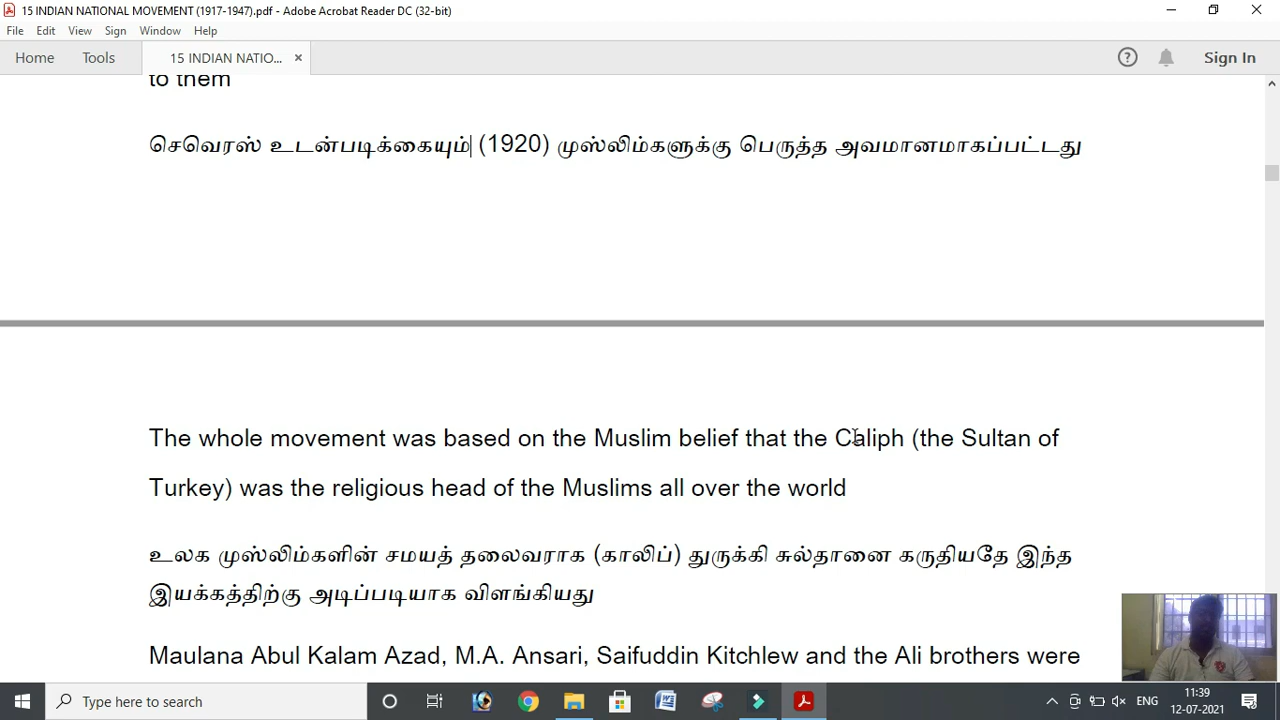 15 INDIAN NATIONAL MOVEMENT (1917-1947).pdf - Adobe Acrobat Reader DC (32-bit)
File Edit View Sign Window Help
Home Tools 15 INDIAN NATIO... Sign In
to them
செவெரஸ் உடன்படிக்கையும் (1920) முஸ்லிம்களுக்கு பெருத்த அவமானமாகப்பட்டது
The whole movement was based on the Muslim belief that the Caliph (the Sultan of
Turkey) was the religious head of the Muslims all over the world
உலக முஸ்லிம்களின் சமயத் தலைவராக (காலிப்) துருக்கி சுல்தானை கருதியதே இந்த
இயக்கத்திற்கு அடிப்படியாக விளங்கியது
Maulana Abul Kalam Azad, M.A. Ansari, Saifuddin Kitchlew and the Ali brothers were
Type here to search
ENG
11:39
12-07-2021